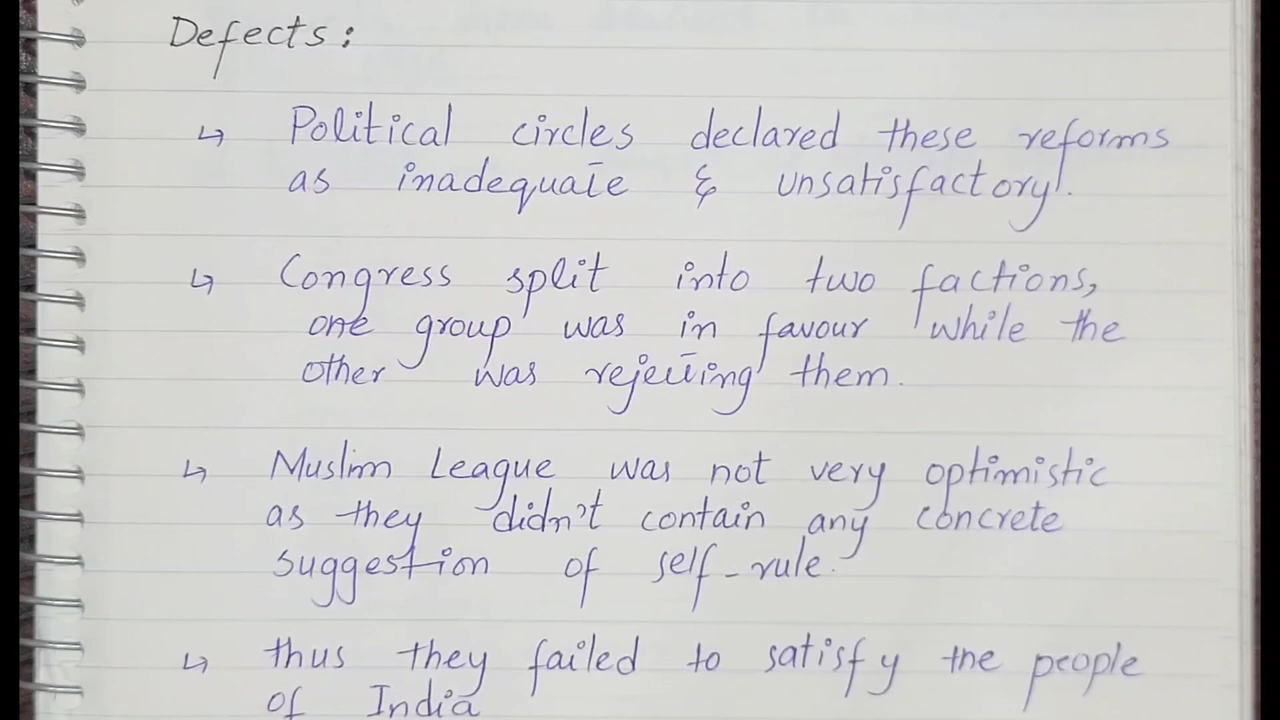 Defects:
↳ Political circles declared these reforms
as inadequate & unsatisfactory.
↳ Congress split into two factions,
one group was in favour while the
other was rejecting them.
↳ Muslim League was not very optimistic
as they didn't contain any concrete
suggestion of self-rule.
↳ thus they failed to satisfy the people
of India